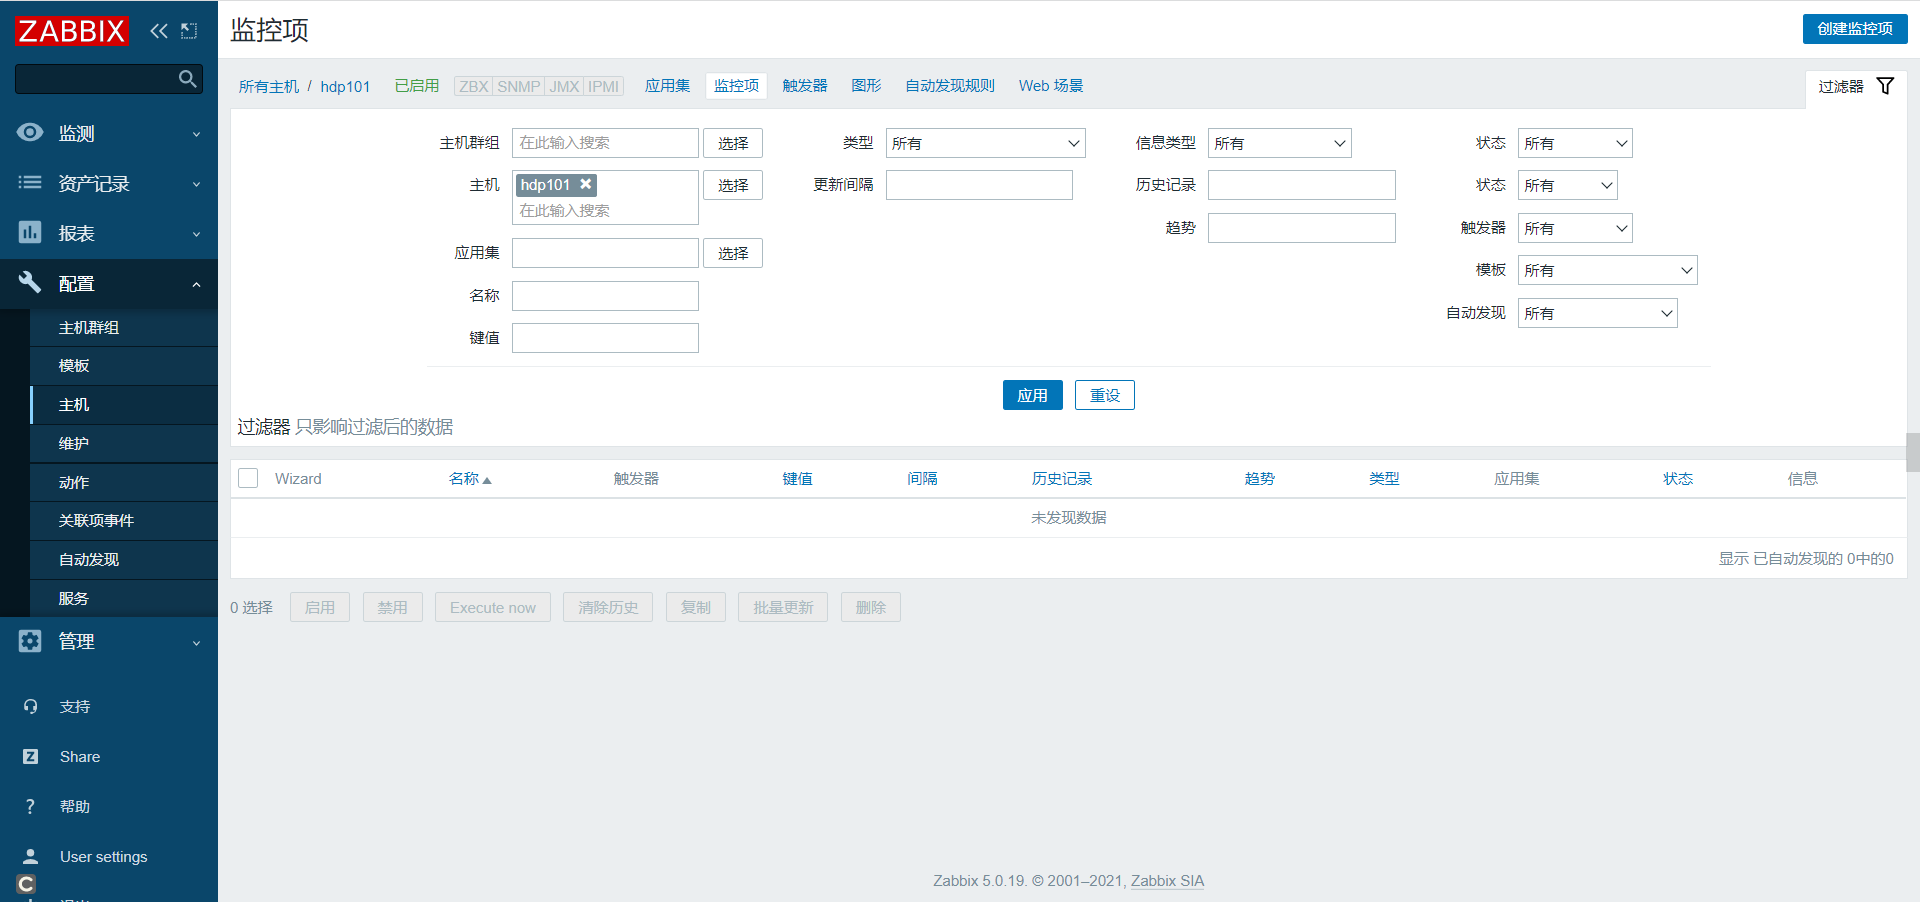 ZABBIX
监控项
创建监控项
所有主机 / hdp101 已启用 ZBX SNMP JMX IPMI 应用集 监控项 触发器 图形 自动发现规则 Web 场景 过滤器
监测
资产记录
报表
配置
主机群组
模板
主机
维护
动作
关联项事件
自动发现
服务
管理
支持
Z Share
? 帮助
User settings
C
主机群组 在此输入搜索 选择 类型 所有 信息类型 所有 状态 所有
主机 hdp101 选择 更新间隔 历史记录 状态 所有
在此输入搜索
趋势 触发器 所有
应用集 选择 模板 所有
名称 自动发现 所有
键值
应用 重设
过滤器 只影响过滤后的数据
Wizard 名称 触发器 键值 间隔 历史记录 趋势 类型 应用集 状态 信息
未发现数据
显示 已自动发现的 0中的0
0 选择 启用 禁用 Execute now 清除历史 复制 批量更新 删除
Zabbix 5.0.19. © 2001–2021, Zabbix SIA